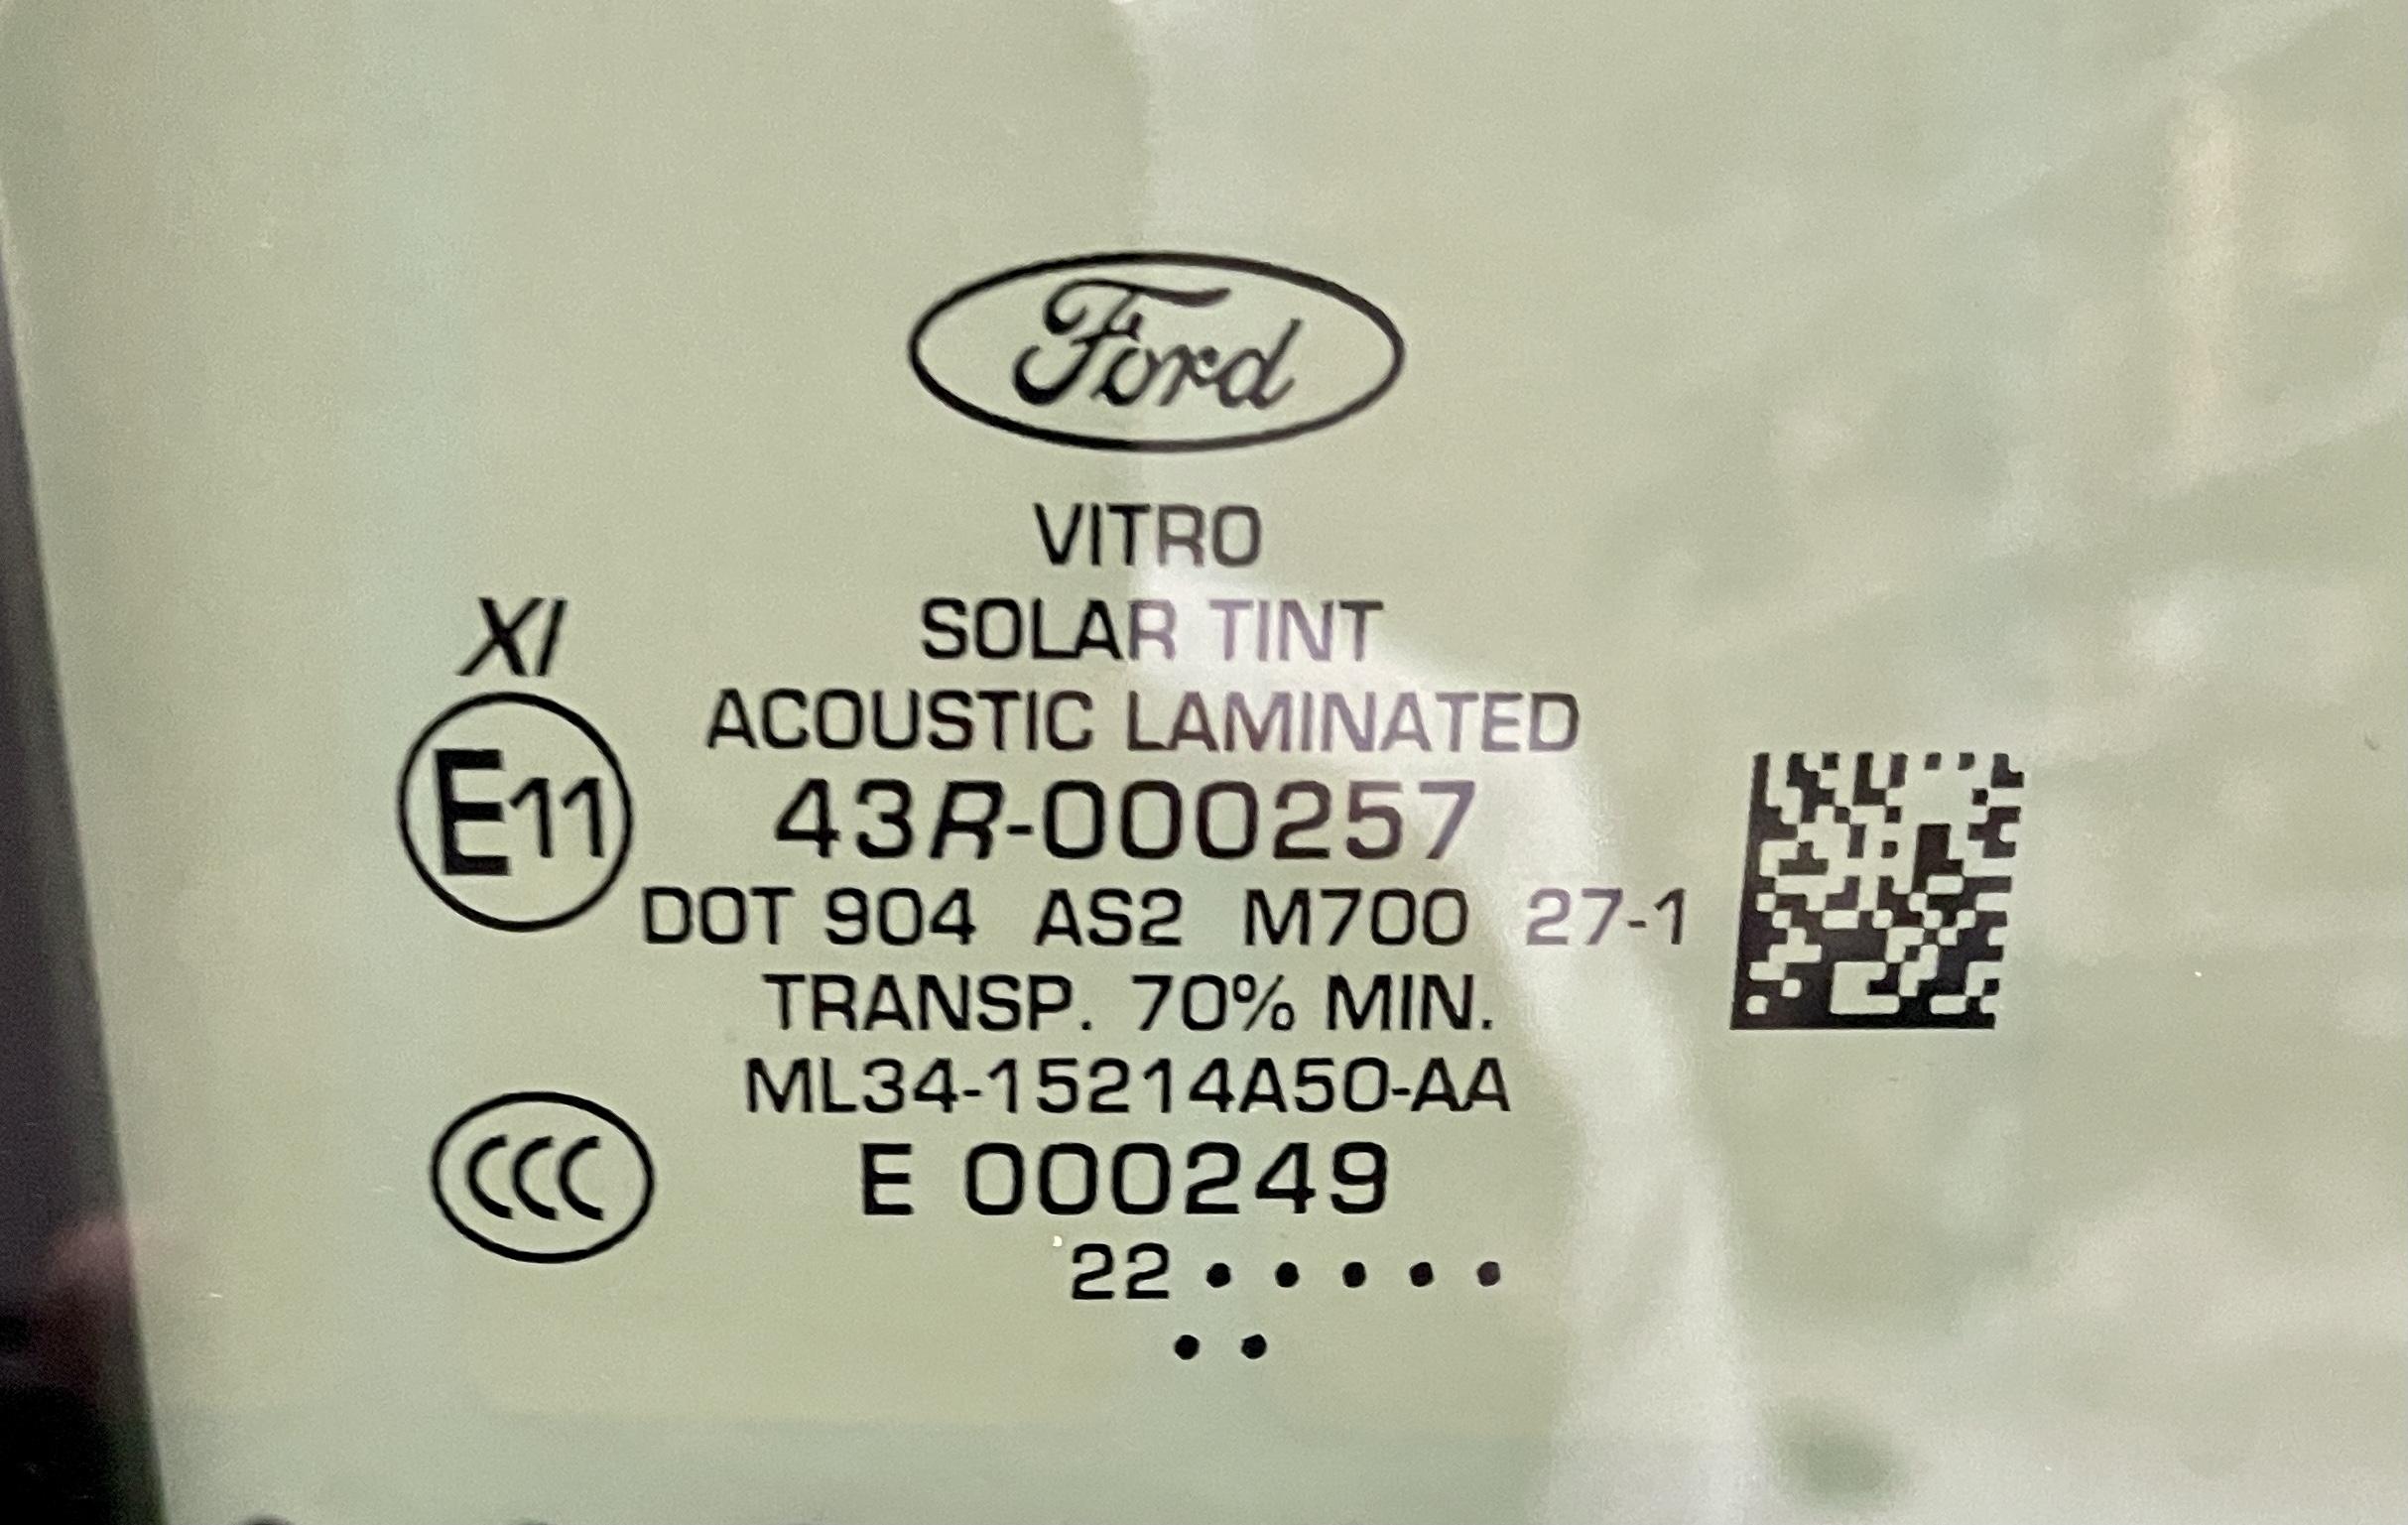 Ford
VITRO
SOLAR TINT
XI
ACOUSTIC LAMINATED
E11
43R-000257
DOT 904 AS2 M700 27-1
TRANSP. 70% MIN.
ML34-15214A50-AA
CCC
E 000249
22 • • • • •
• •